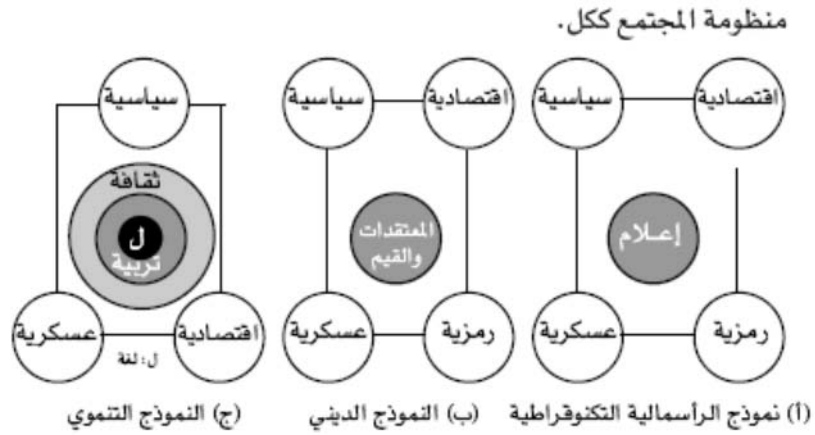 منظومة المجتمع ككل.
اقتصادية
سياسية
إعـلام
رمزية
عسكرية
(أ) نموذج الرأسمالية التكنوقراطية
اقتصادية
سياسية
المعتقدات
والقيم
رمزية
عسكرية
(ب) النموذج الديني
سياسية
ثقافة
ل
تربية
اقتصادية
عسكرية
ل: لغة
(ج) النموذج التنموي